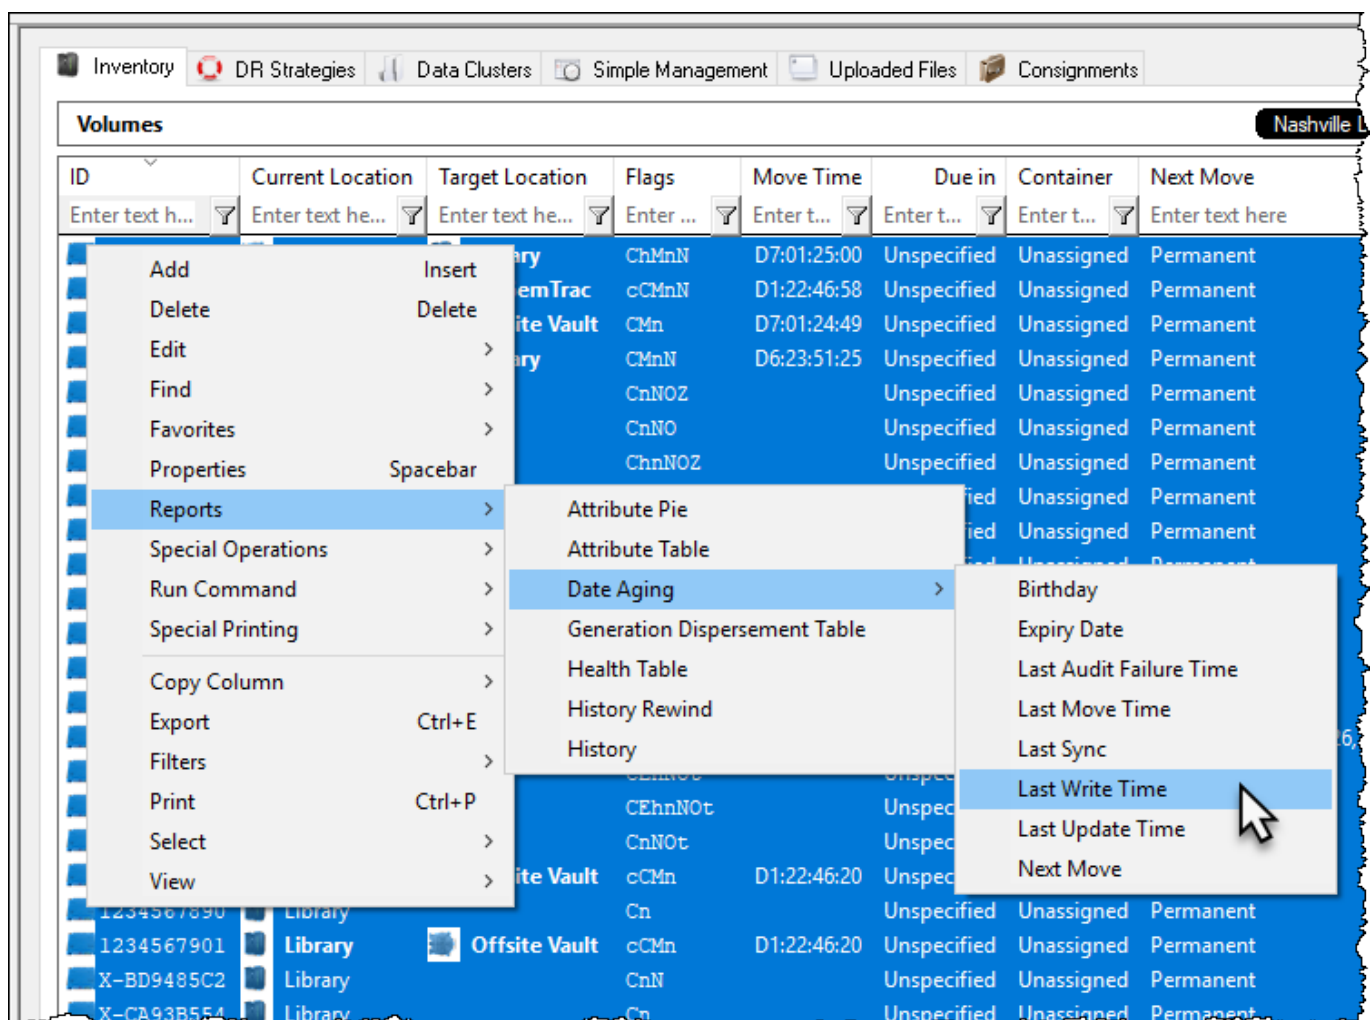 Inventory DR Strategies Data Clusters Simple Management Uploaded Files Consignments
Volumes Nashville
ID Current Location Target Location Flags Move Time Due in Container Next Move
Enter text h... Enter text he... Enter text he... Enter ... Enter t... Enter t... Enter t... Enter text here
ChMnN D7:01:25:00 Unspecified Unassigned Permanent
cCMnN D1:22:46:58 Unspecified Unassigned Permanent
Vault CMn D7:01:24:49 Unspecified Unassigned Permanent
CMnN D6:23:51:25 Unspecified Unassigned Permanent
CnNOZ Unspecified Unassigned Permanent
CnNO Unspecified Unassigned Permanent
ChnNOZ Unspecified Unassigned Permanent
Unassigned Permanent
Unassigned Permanent
Add Insert
Delete Delete
Edit
Find
Favorites
Properties Spacebar
Reports
Special Operations
Run Command
Special Printing
Copy Column
Export Ctrl+E
Filters
Print Ctrl+P
Select
View
Attribute Pie
Attribute Table
Date Aging
Generation Dispersement Table
Health Table
History Rewind
History
Birthday
Expiry Date
Last Audit Failure Time
Last Move Time
Last Sync
Last Write Time
Last Update Time
Next Move
CEhnNOt
CnNOt
Vault cCMn D1:22:46:20
1234567890 Library Cn Unspecified Unassigned Permanent
1234567901 Library Offsite Vault cCMn D1:22:46:20 Unspecified Unassigned Permanent
X-BD9485C2 Library CnN Unspecified Unassigned Permanent
X-CA93B554 Library Cn Unspecified Unassigned Permanent